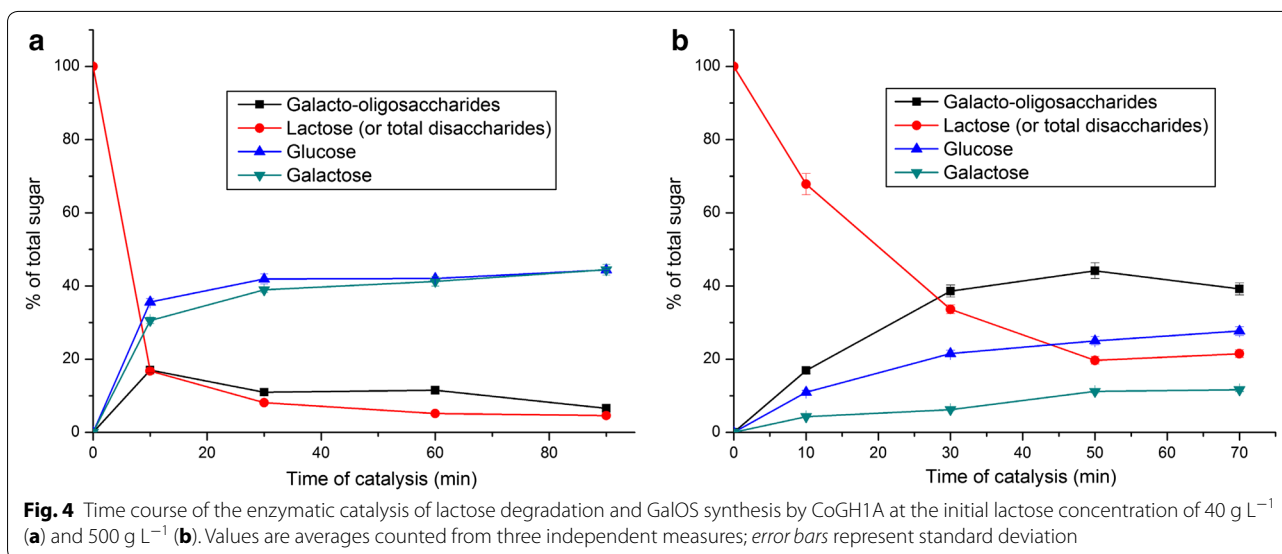 a
100
80
60
40
20
0
% of total sugar
Galacto-oligosaccharides
Lactose (or total disaccharides)
Glucose
Galactose
0 20 40 60 80
Time of catalysis (min)
b
100
80
60
40
20
0
% of total sugar
Galacto-oligosaccharides
Lactose (or total disaccharides)
Glucose
Galactose
0 10 20 30 40 50 60 70
Time of catalysis (min)
Fig. 4 Time course of the enzymatic catalysis of lactose degradation and GalOS synthesis by CoGH1A at the initial lactose concentration of 40 g L⁻¹
(a) and 500 g L⁻¹ (b). Values are averages counted from three independent measures; error bars represent standard deviation